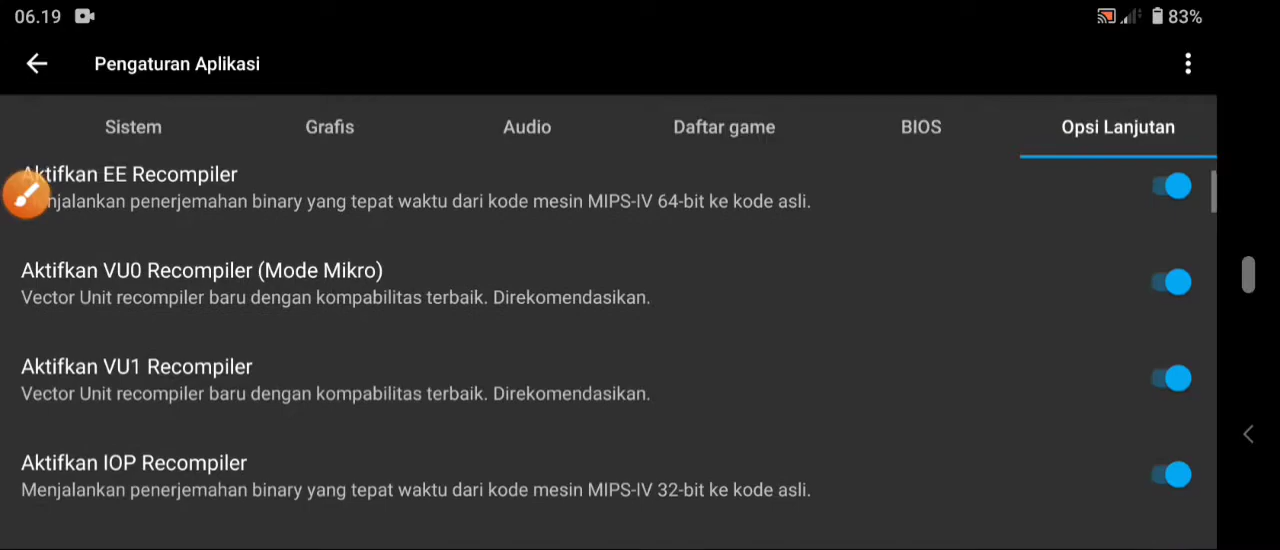 06.19
83%
Pengaturan Aplikasi
Sistem Grafis Audio Daftar game BIOS Opsi Lanjutan
Aktifkan EE Recompiler
penerjemahan binary yang tepat waktu dari kode mesin MIPS-IV 64-bit ke kode asli.
Aktifkan VU0 Recompiler (Mode Mikro)
Vector Unit recompiler baru dengan kompabilitas terbaik. Direkomendasikan.
Aktifkan VU1 Recompiler
Vector Unit recompiler baru dengan kompabilitas terbaik. Direkomendasikan.
Aktifkan IOP Recompiler
Menjalankan penerjemahan binary yang tepat waktu dari kode mesin MIPS-IV 32-bit ke kode asli.